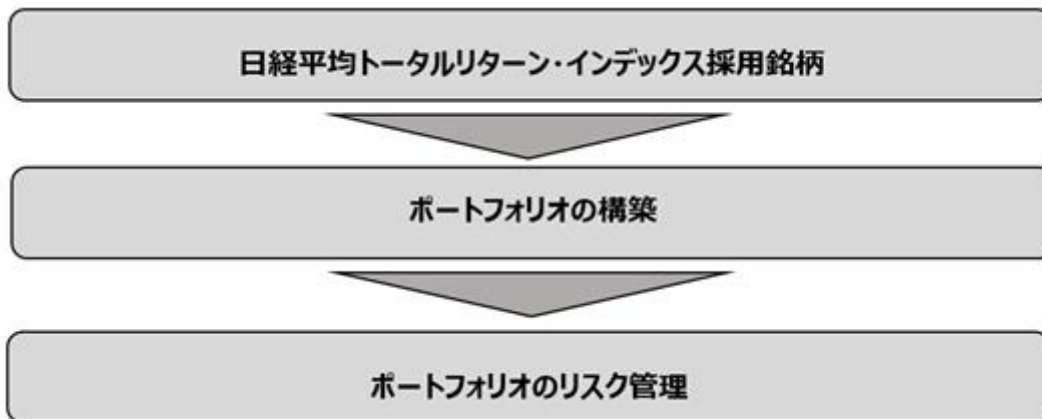 日経平均トータルリターン・インデックス採用銘柄
ポートフォリオの構築
ポートフォリオのリスク管理